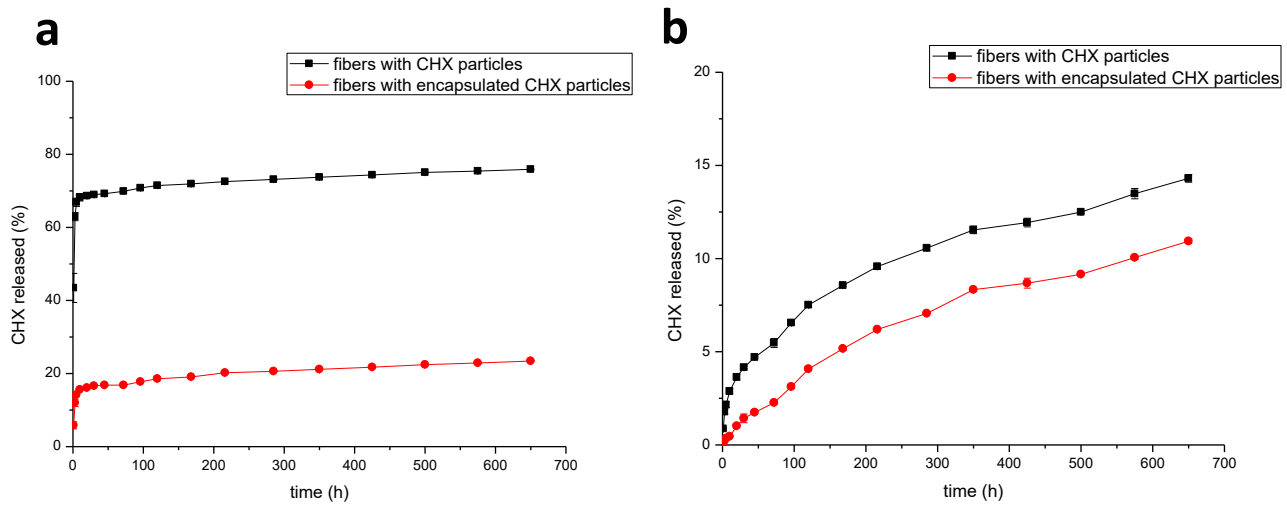 a
fibers with CHX particles
fibers with encapsulated CHX particles
100
80
60
40
20
0
CHX released (%)
0 100 200 300 400 500 600 700
time (h)
b
fibers with CHX particles
fibers with encapsulated CHX particles
20
15
10
5
0
CHX released (%)
0 100 200 300 400 500 600 700
time (h)